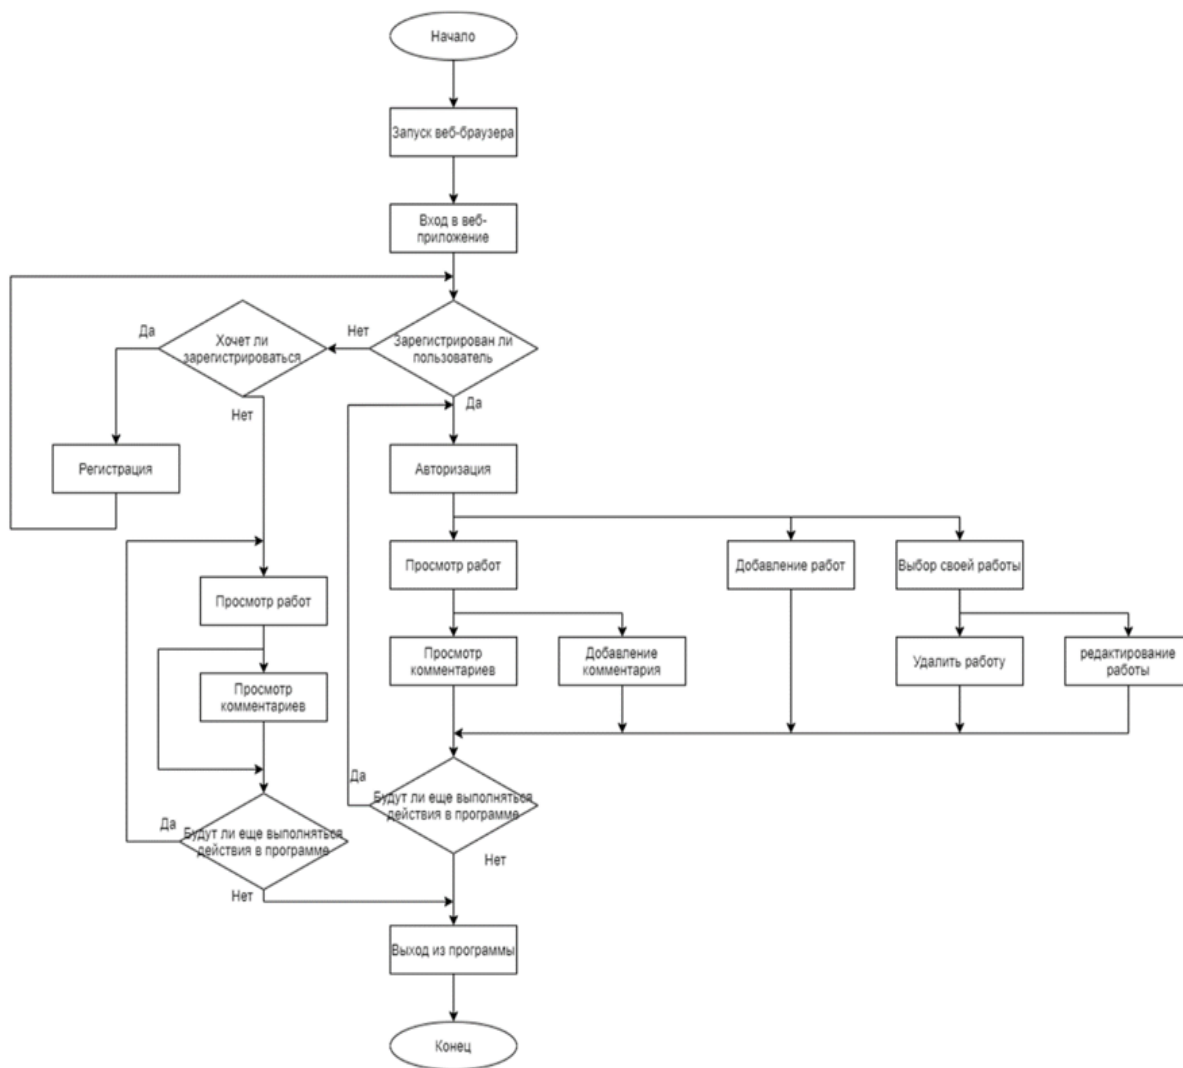 Начало
Запуск веб-браузера
Вход в веб-
приложение
Да
Хочет ли
зарегистрироваться
Нет
Зарегистрирован ли
пользователь
Нет
Да
Регистрация
Авторизация
Просмотр работ
Добавление работ
Выбор своей работы
Просмотр работ
Просмотр
комментариев
Добавление
комментария
Удалить работу
редактирование
работы
Просмотр
комментариев
Да
Будут ли еще выполняться
действия в программе
Да
Будут ли еще выполняться
действия в программе
Нет
Нет
Выход из программы
Конец